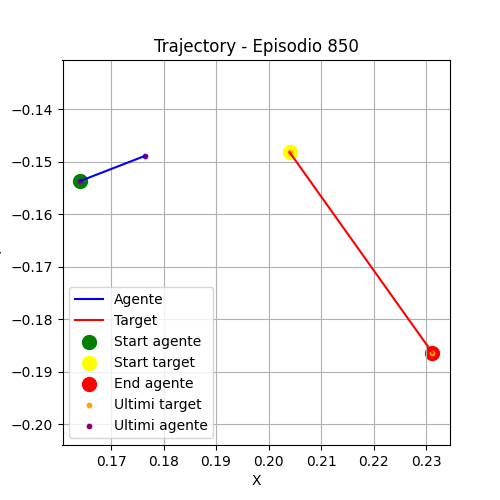 Trajectory - Episodio 850
−0.14
−0.15
−0.16
−0.17
−0.18
−0.19
−0.20
Agente
Target
Start agente
Start target
End agente
Ultimi target
Ultimi agente
0.17 0.18 0.19 0.20 0.21 0.22 0.23
X